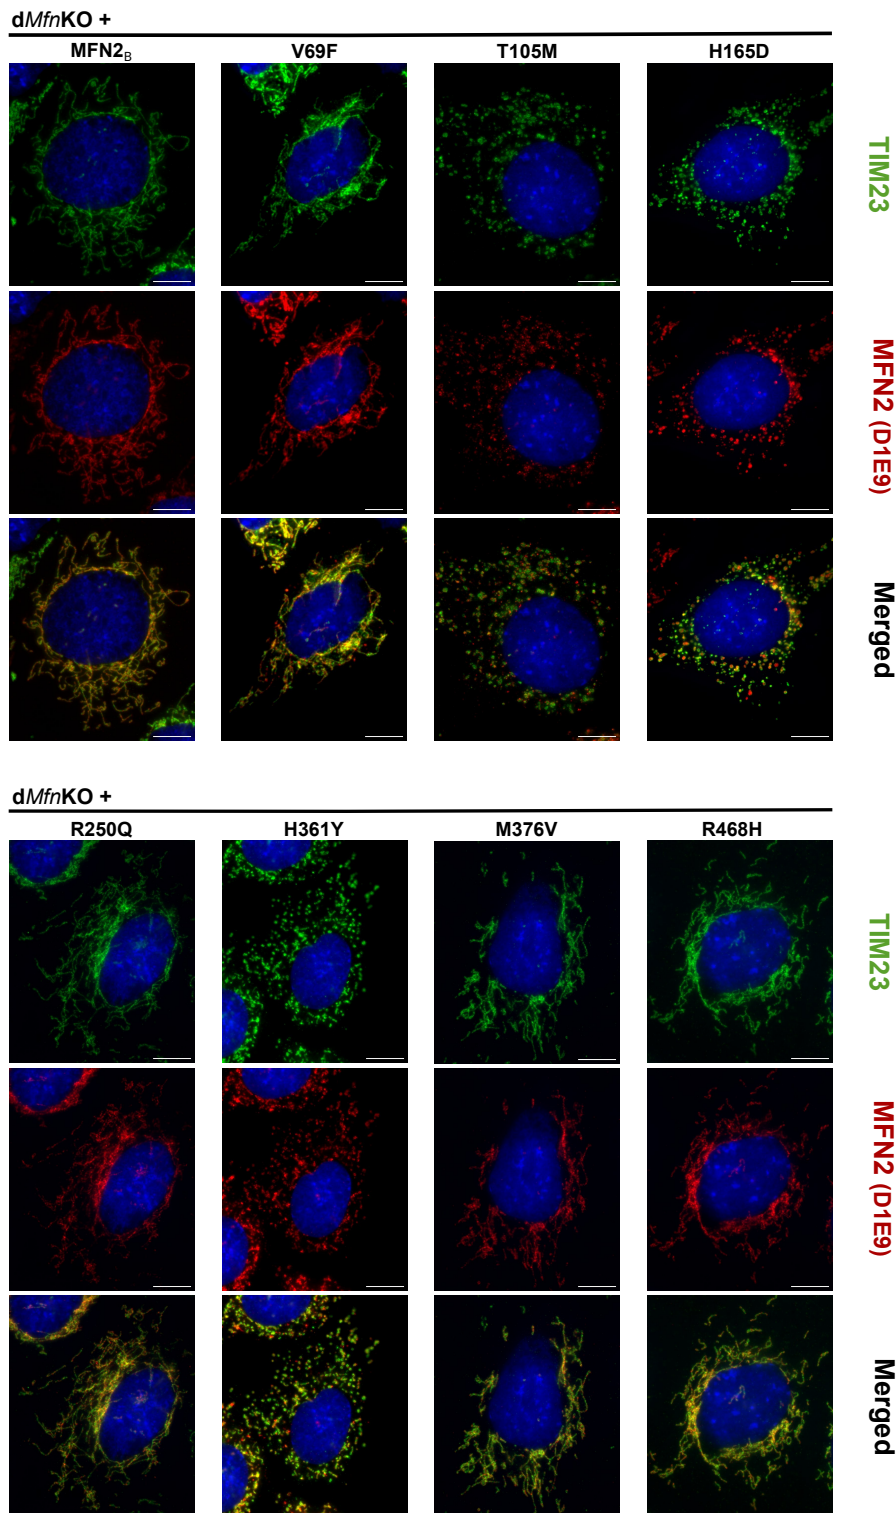 dMfnKO +
MFN2B V69F T105M H165D
TIM23
MFN2 (D1E9)
Merged
dMfnKO +
R250Q H361Y M376V R468H
TIM23
MFN2 (D1E9)
Merged